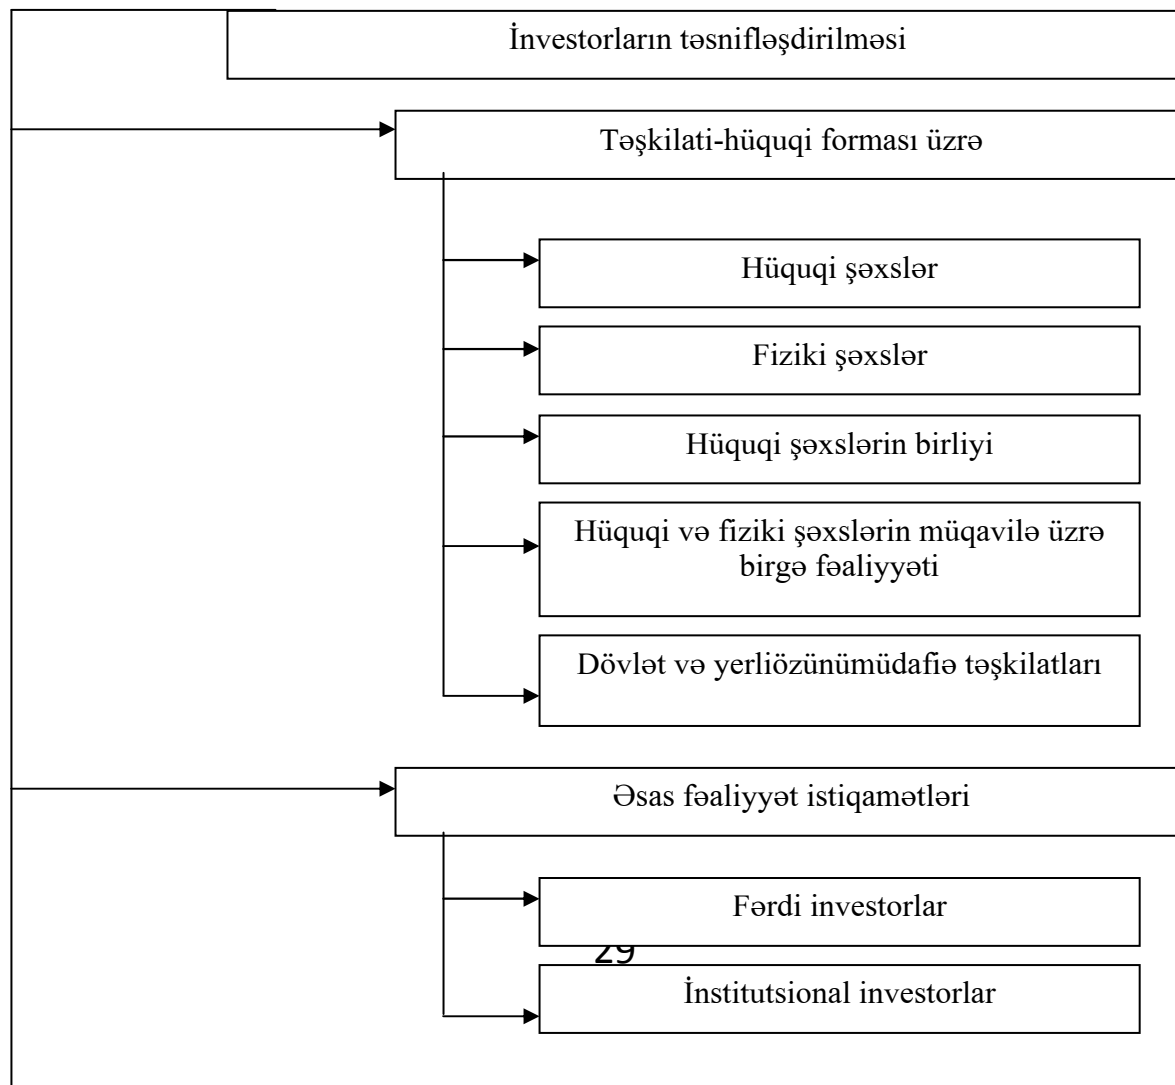 İnvestorların təsnifləşdirilməsi
Təşkilati-hüquqi forması üzrə
Hüquqi şəxslər
Fiziki şəxslər
Hüquqi şəxslərin birliyi
Hüquqi və fiziki şəxslərin müqavilə üzrə
birgə fəaliyyəti
Dövlət və yerliözünümüdafiə təşkilatları
Əsas fəaliyyət istiqamətləri
Fərdi investorlar
29
İnstitutsional investorlar